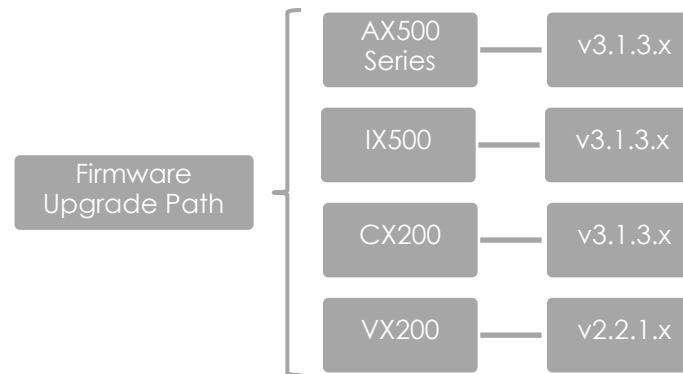 Firmware
Upgrade Path
AX500
Series
v3.1.3.x
IX500
v3.1.3.x
CX200
v3.1.3.x
VX200
v2.2.1.x